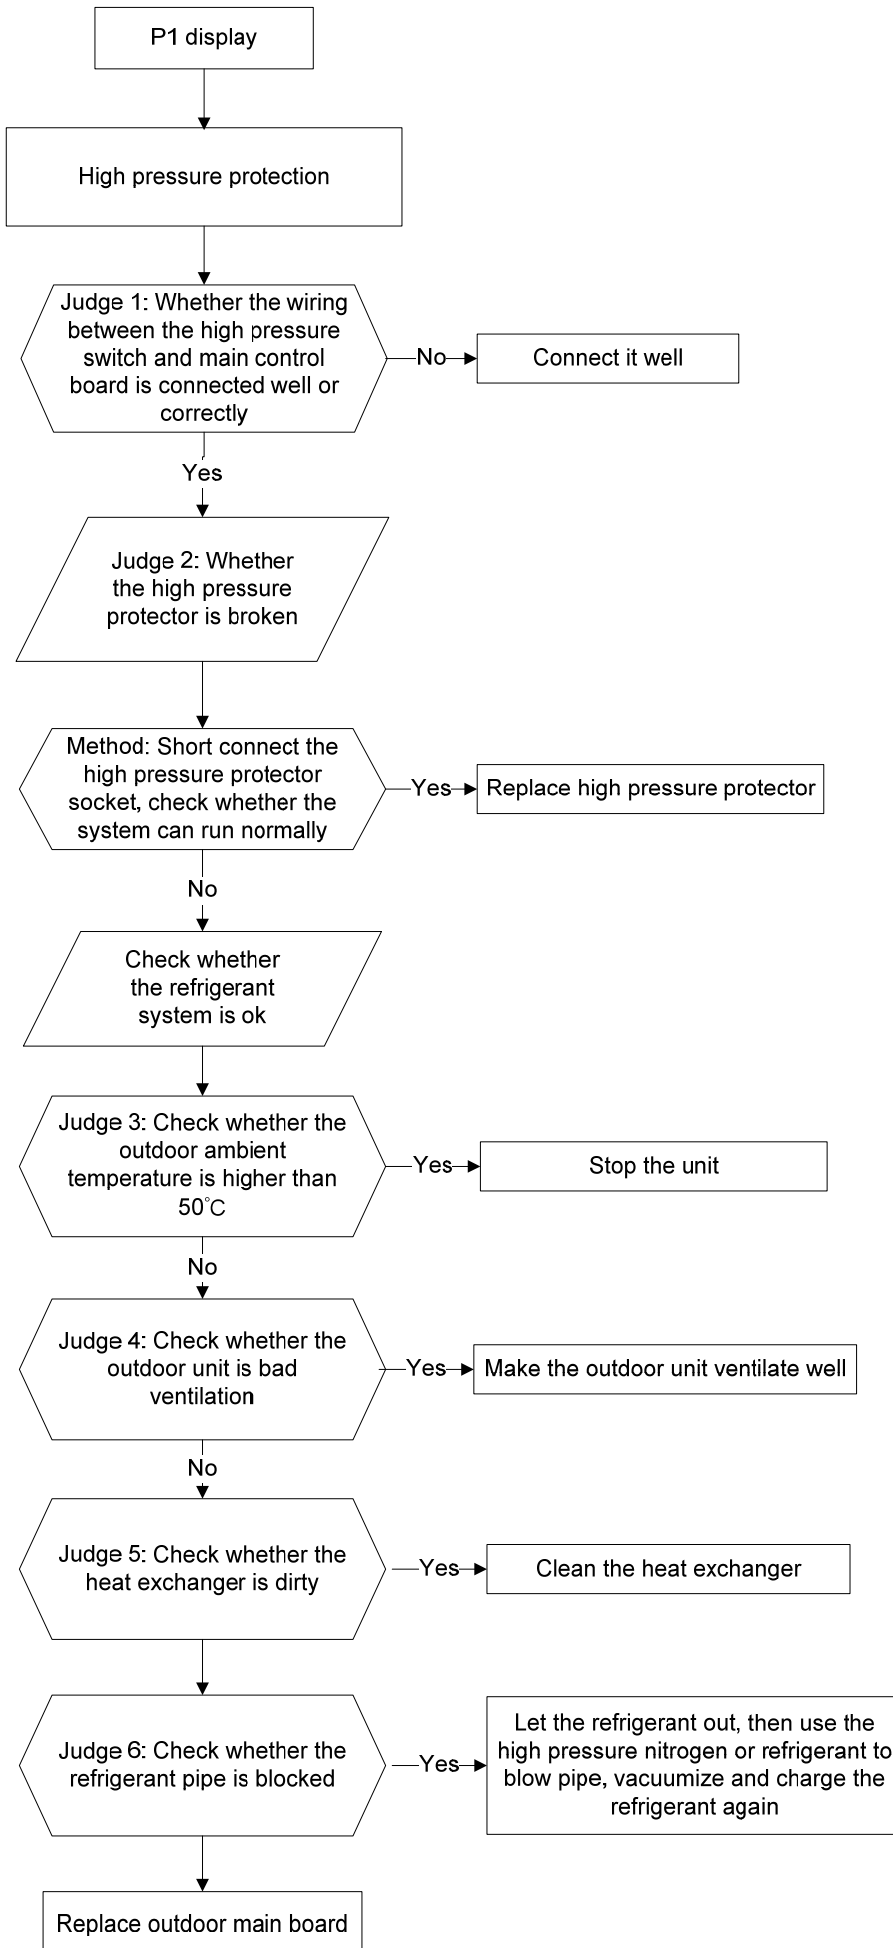 P1 display
High pressure protection
Judge 1: Whether the wiring
between the high pressure
switch and main control
board is connected well or
correctly
No
Connect it well
Yes
Judge 2: Whether
the high pressure
protector is broken
Method: Short connect the
high pressure protector
socket, check whether the
system can run normally
Yes
Replace high pressure protector
No
Check whether
the refrigerant
system is ok
Judge 3: Check whether the
outdoor ambient
temperature is higher than
50℃
Yes
Stop the unit
No
Judge 4: Check whether the
outdoor unit is bad
ventilation
Yes
Make the outdoor unit ventilate well
No
Judge 5: Check whether the
heat exchanger is dirty
Yes
Clean the heat exchanger
Judge 6: Check whether the
refrigerant pipe is blocked
Yes
Let the refrigerant out, then use the
high pressure nitrogen or refrigerant to
blow pipe, vacuumize and charge the
refrigerant again
Replace outdoor main board